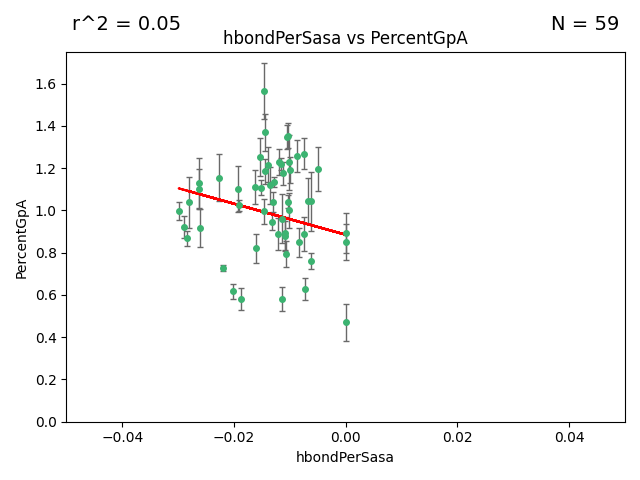 r^2 = 0.05
N = 59
hbondPerSasa vs PercentGpA
1.6
1.4
1.2
1.0
0.8
0.6
0.4
0.2
0.0
PercentGpA
−0.04
−0.02
0.00
0.02
0.04
hbondPerSasa